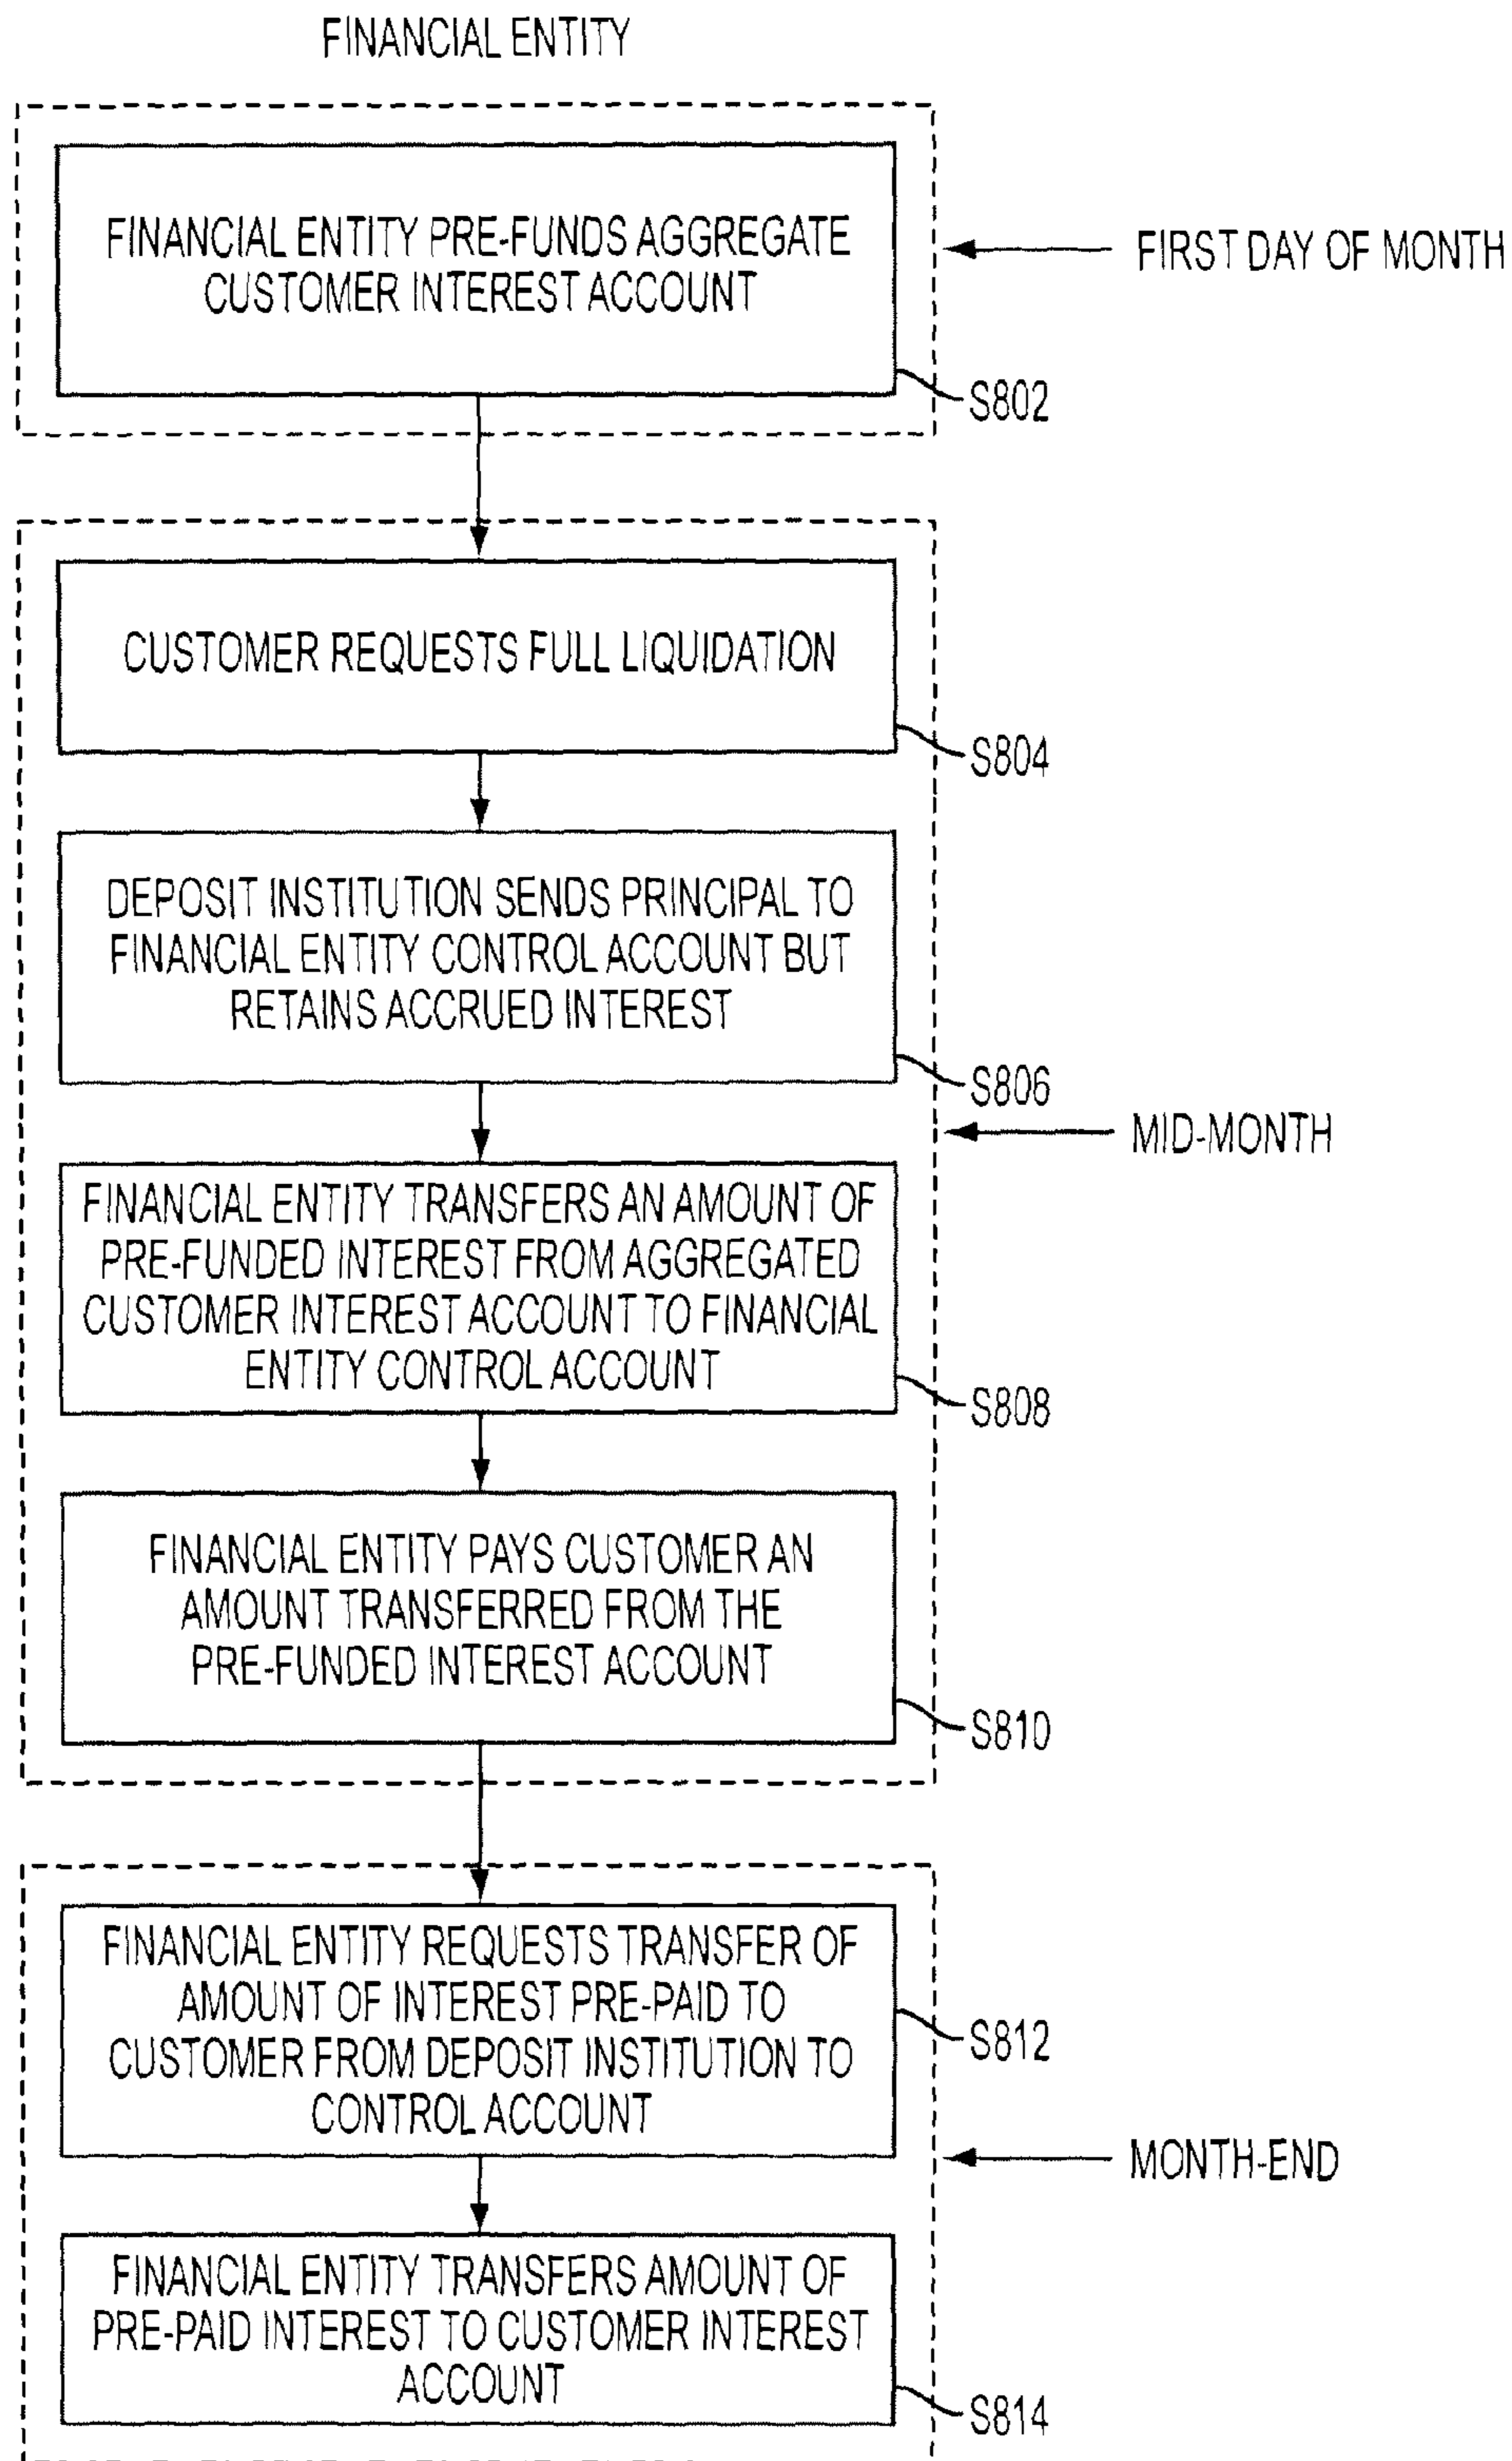 FINANCIAL ENTITY
FINANCIAL ENTITY PRE-FUNDS AGGREGATE
CUSTOMER INTEREST ACCOUNT
FIRST DAY OF MONTH
S802
CUSTOMER REQUESTS FULL LIQUIDATION
S804
DEPOSIT INSTITUTION SENDS PRINCIPAL TO
FINANCIAL ENTITY CONTROL ACCOUNT BUT
RETAINS ACCRUED INTEREST
S806
MID-MONTH
FINANCIAL ENTITY TRANSFERS AN AMOUNT OF
PRE-FUNDED INTEREST FROM AGGREGATED
CUSTOMER INTEREST ACCOUNT TO FINANCIAL
ENTITY CONTROL ACCOUNT
S808
FINANCIAL ENTITY PAYS CUSTOMER AN
AMOUNT TRANSFERRED FROM THE
PRE-FUNDED INTEREST ACCOUNT
S810
FINANCIAL ENTITY REQUESTS TRANSFER OF
AMOUNT OF INTEREST PRE-PAID TO
CUSTOMER FROM DEPOSIT INSTITUTION TO
CONTROL ACCOUNT
S812
MONTH-END
FINANCIAL ENTITY TRANSFERS AMOUNT OF
PRE-PAID INTEREST TO CUSTOMER INTEREST
ACCOUNT
S814